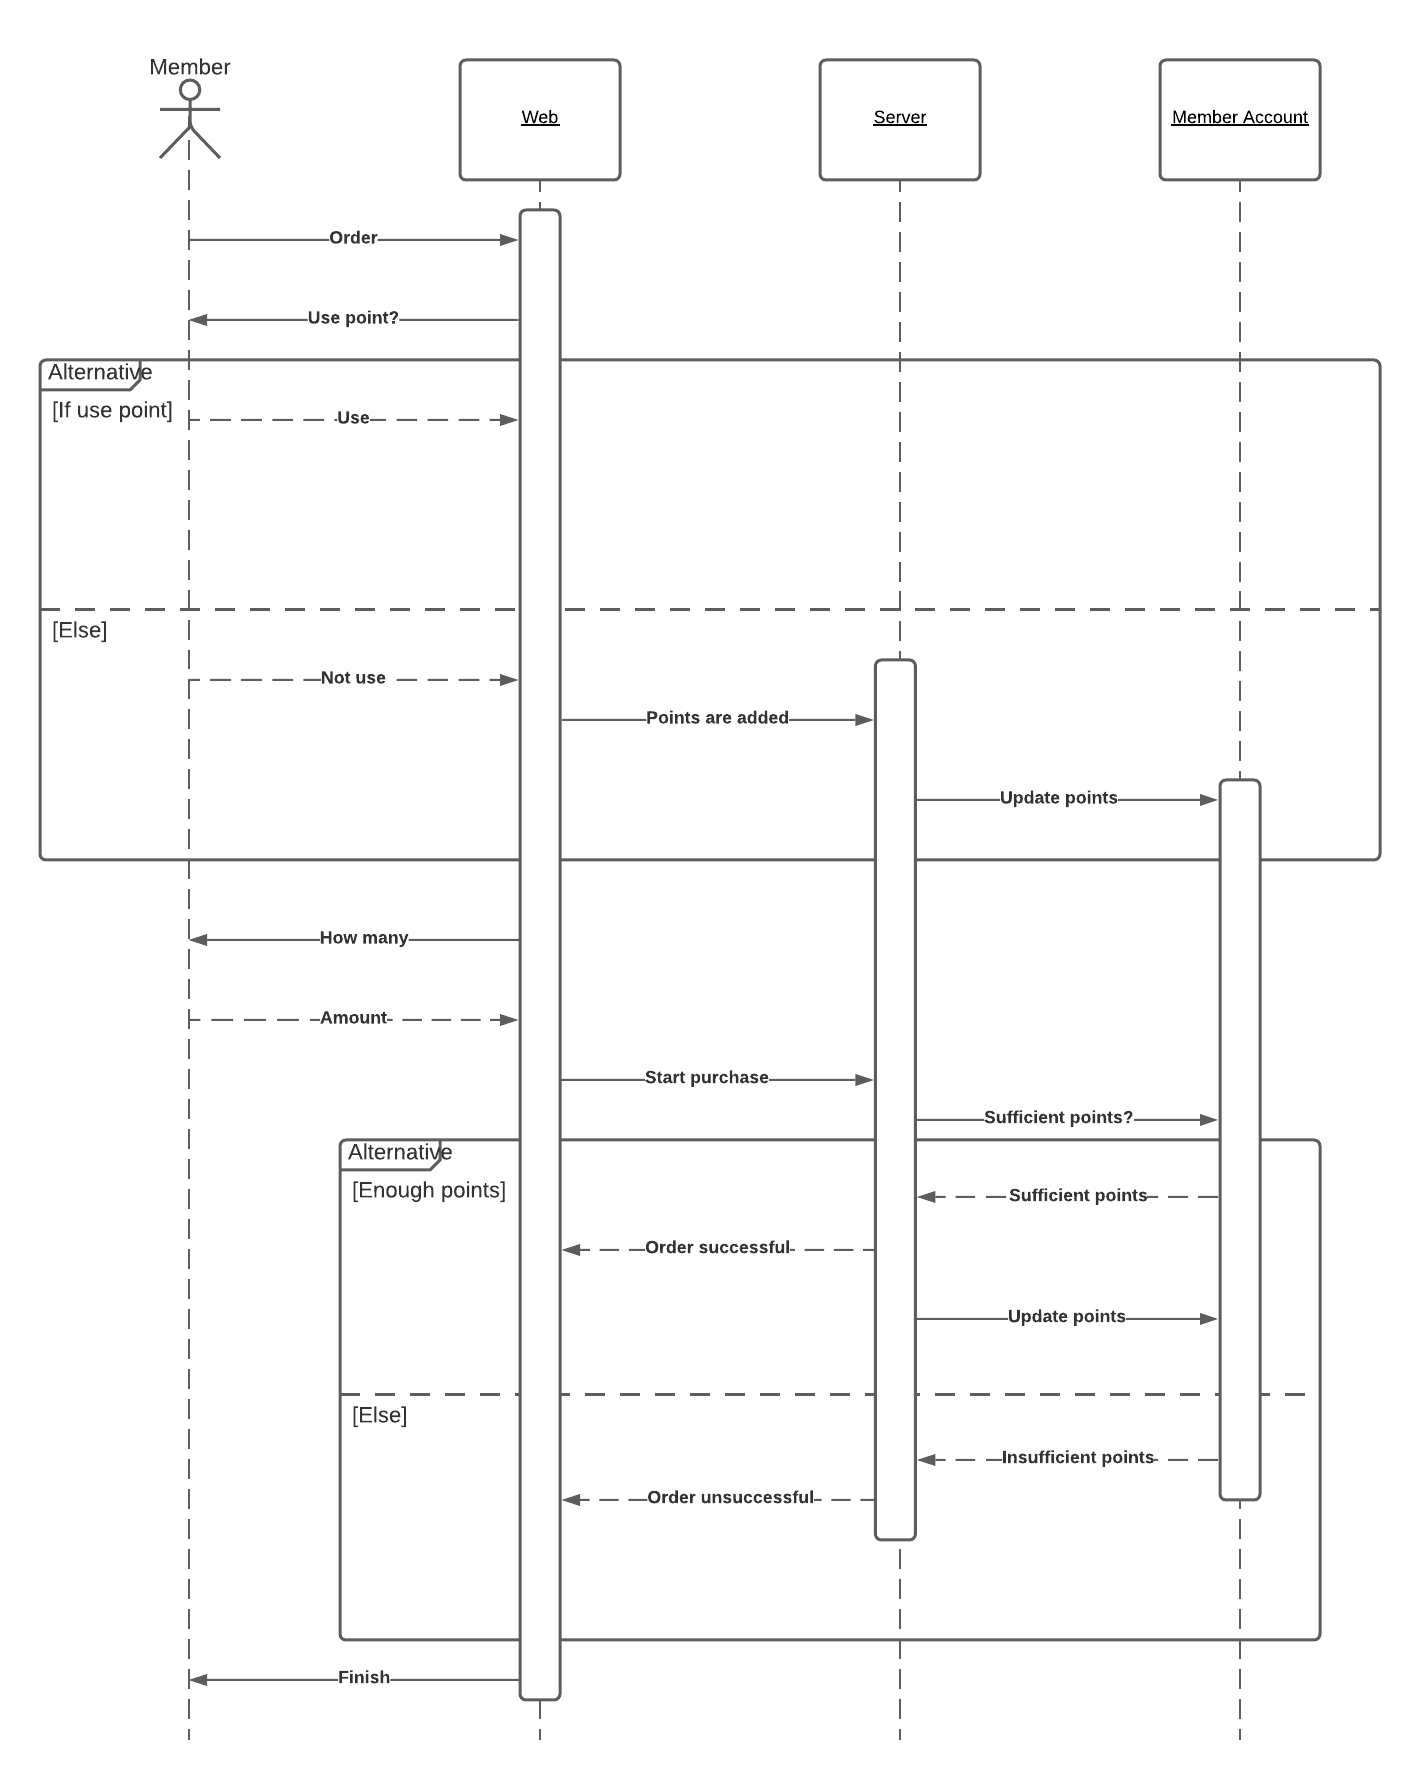 Member
Web
Server
Member Account
Order
Use point?
Alternative
[If use point]
Use
[Else]
Not use
Points are added
Update points
How many
Amount
Start purchase
Sufficient points?
Alternative
[Enough points]
Sufficient points
Order successful
Update points
[Else]
Insufficient points
Order unsuccessful
Finish